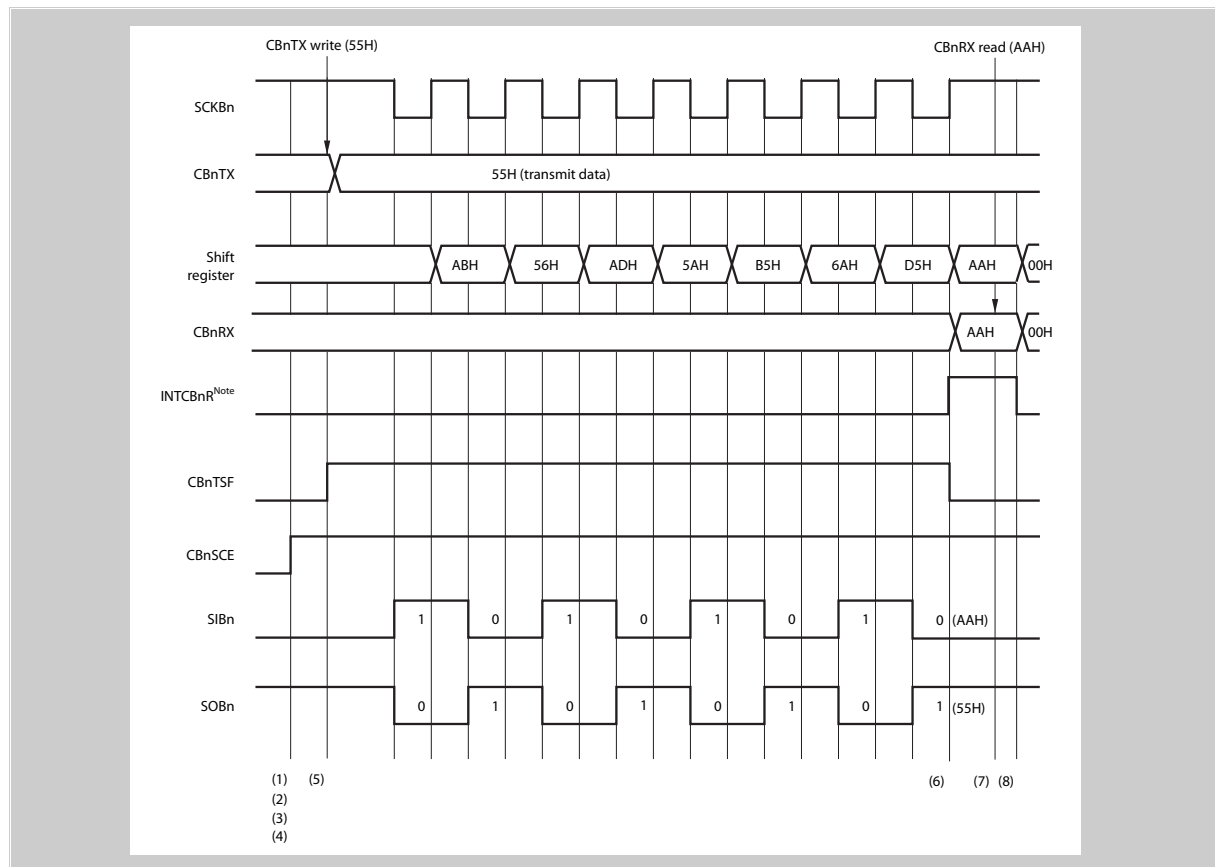 CBnTX write (55H)
CBnRX read (AAH)
SCKBn
CBnTX
55H (transmit data)
Shift
register
ABH
56H
ADH
5AH
B5H
6AH
D5H
AAH
00H
CBnRX
AAH
00H
INTCBnRNote
CBnTSF
CBnSCE
SIBn
1 0 1 0 1 0 1 0 (AAH)
SOBn
0 1 0 1 0 1 0 1 (55H)
(1) (5) (6) (7) (8)
(2)
(3)
(4)